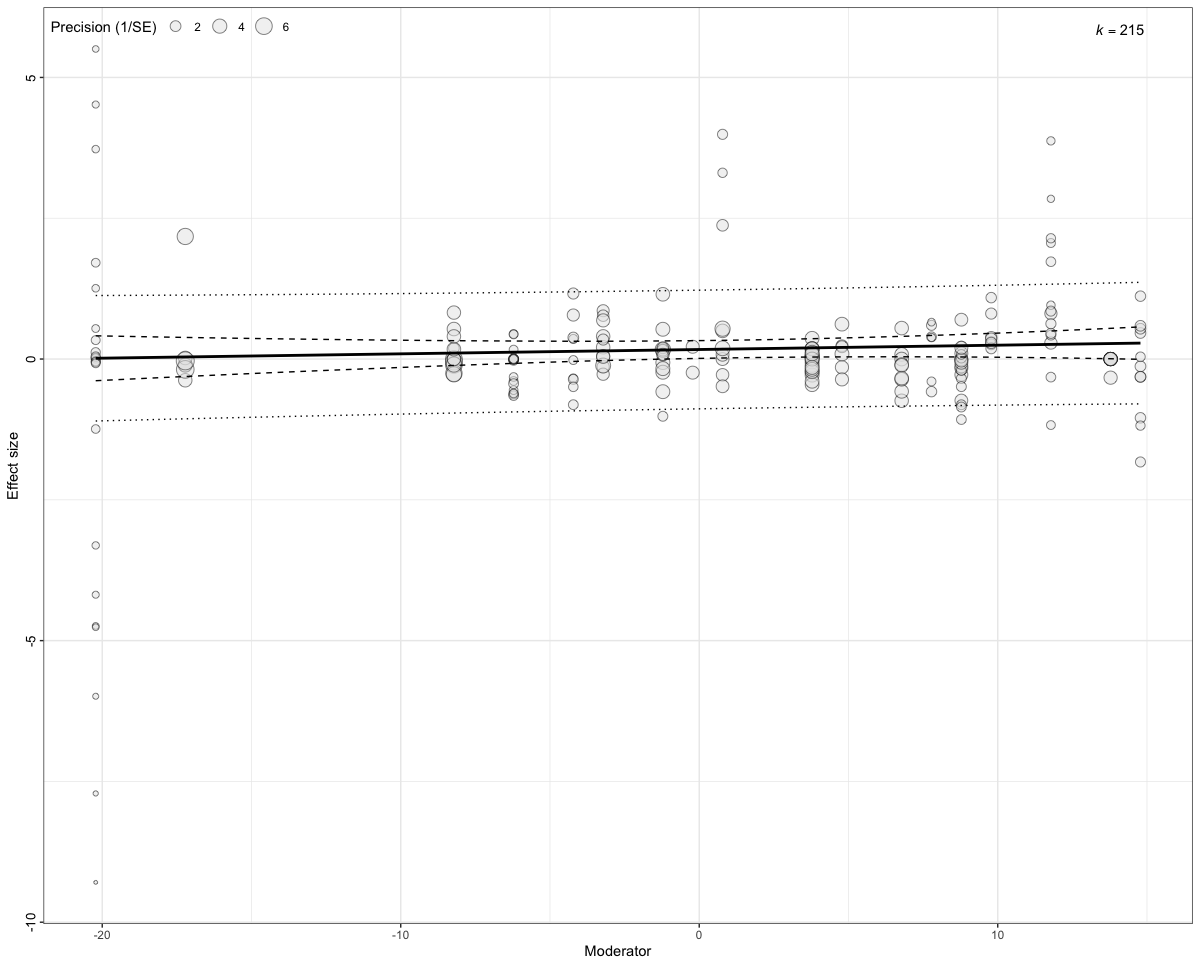 Precision (1/SE) 2 4 6
k = 215
5
0
-5
-10
Effect size
-20 -10 0 10
Moderator